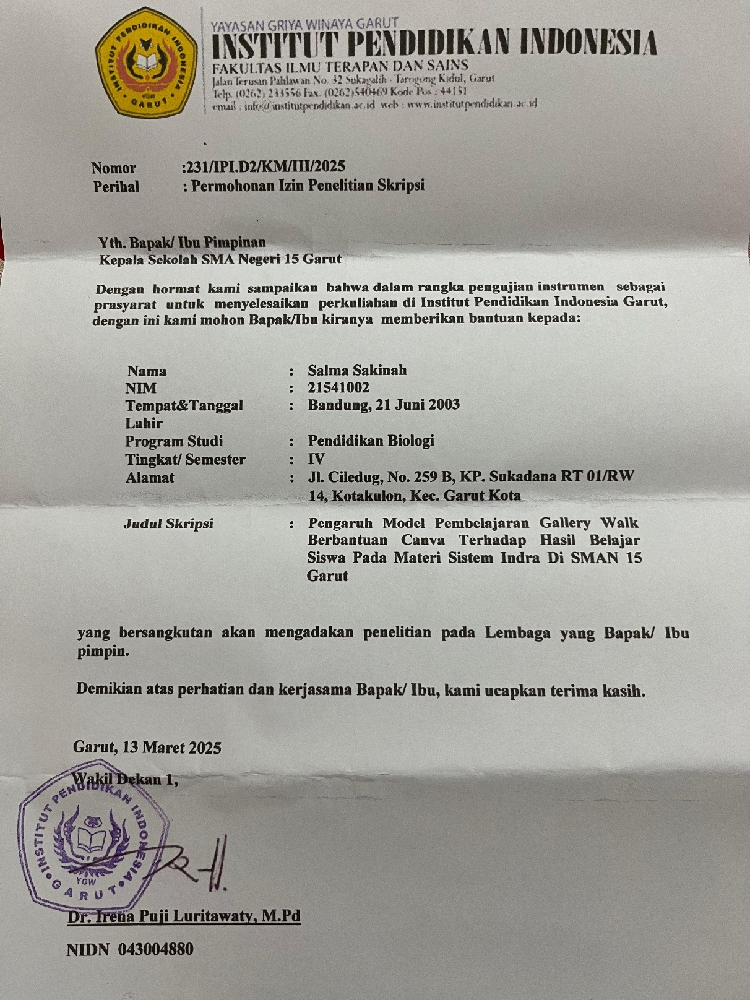 INSTITUT PENDIDIKAN INDONESIA
YGW
GARUT
YAYASAN GRIYA WINAYA GARUT
INSTITUT PENDIDIKAN INDONESIA
FAKULTAS ILMU TERAPAN DAN SAINS
Jalan Terusan Pahlawan No. 32 Sukagalih - Tarogong Kidul, Garut
Telp. (0262) 233556 Fax. (0262)540469 Kode Pos : 44151
email : info@institutpendidikan.ac.id web : www.institutpendidikan.ac.id
Nomor :231/IPI.D2/KM/III/2025
Perihal : Permohonan Izin Penelitian Skripsi
Yth. Bapak/ Ibu Pimpinan
Kepala Sekolah SMA Negeri 15 Garut
Dengan hormat kami sampaikan bahwa dalam rangka pengujian instrumen sebagai
prasyarat untuk menyelesaikan perkuliahan di Institut Pendidikan Indonesia Garut,
dengan ini kami mohon Bapak/Ibu kiranya memberikan bantuan kepada:
Nama : Salma Sakinah
NIM : 21541002
Tempat&Tanggal : Bandung, 21 Juni 2003
Lahir
Program Studi : Pendidikan Biologi
Tingkat/ Semester : IV
Alamat : Jl. Ciledug, No. 259 B, KP. Sukadana RT 01/RW
14, Kotakulon, Kec. Garut Kota
Judul Skripsi : Pengaruh Model Pembelajaran Gallery Walk
Berbantuan Canva Terhadap Hasil Belajar
Siswa Pada Materi Sistem Indra Di SMAN 15
Garut
yang bersangkutan akan mengadakan penelitian pada Lembaga yang Bapak/ Ibu
pimpin.
Demikian atas perhatian dan kerjasama Bapak/ Ibu, kami ucapkan terima kasih.
Garut, 13 Maret 2025
Wakil Dekan 1,
INSTITUT PENDIDIKAN INDONESIA
YGW
GARUT
Dr. Irena Puji Luritawaty, M.Pd
NIDN 043004880